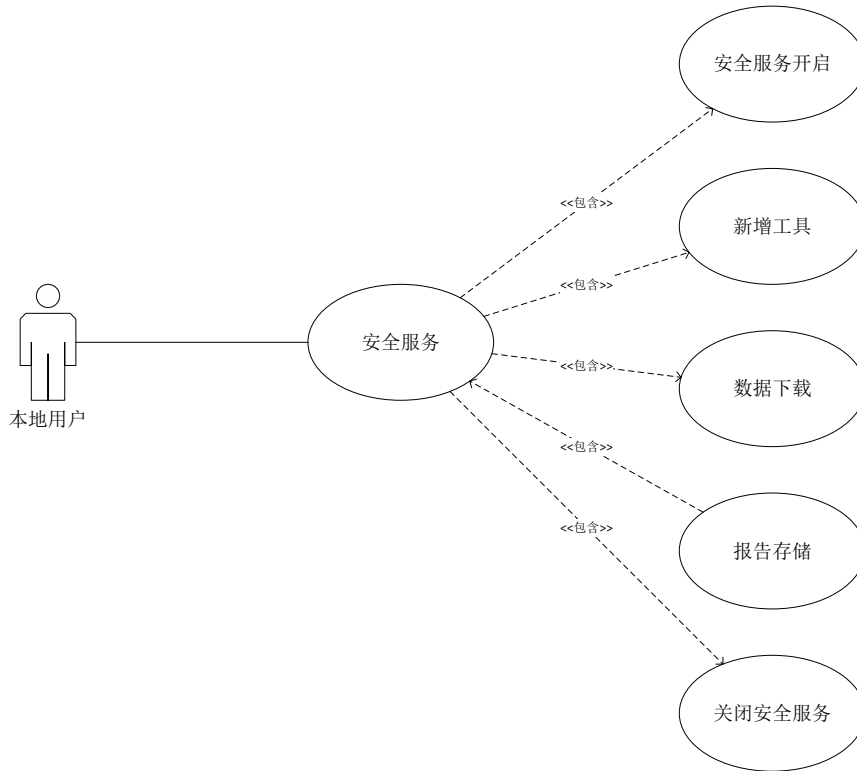 安全服务开启
<<包含>>
新增工具
<<包含>>
安全服务
<<包含>>
数据下载
本地用户
<<包含>>
<<包含>>
报告存储
关闭安全服务